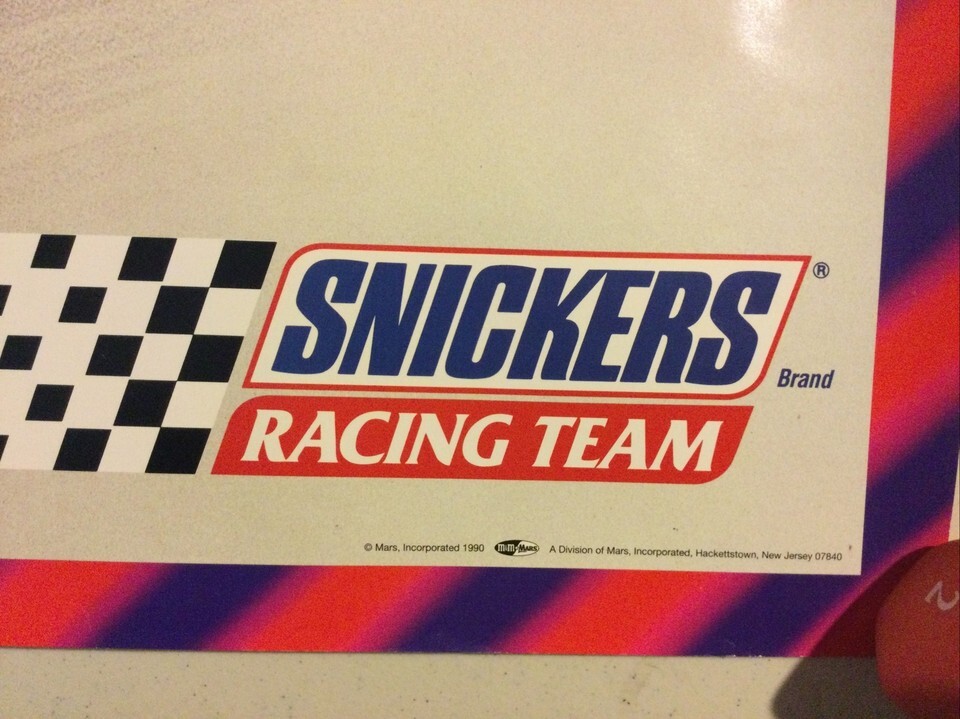 SNICKERS®
Brand
RACING TEAM
© Mars, Incorporated 1990 m&m MARS A Division of Mars, Incorporated, Hackettstown, New Jersey 07840